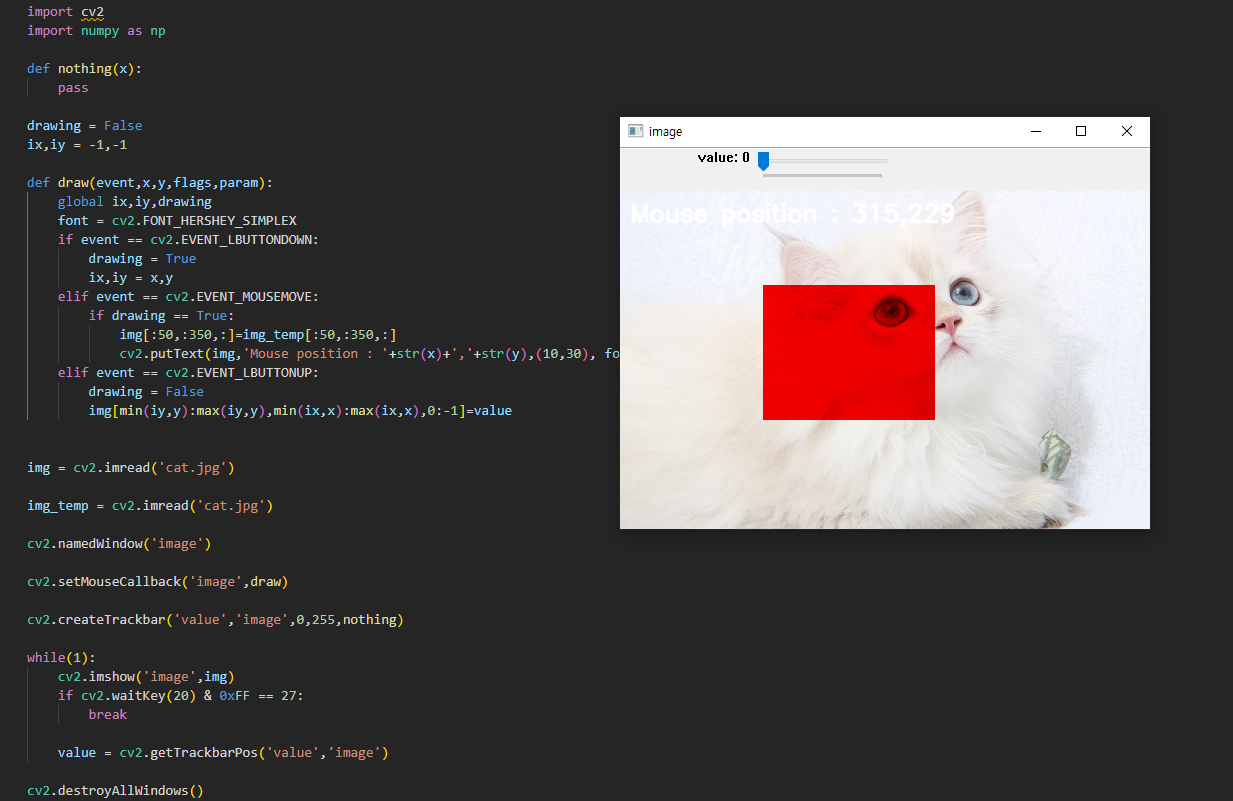 import cv2
import numpy as np
def nothing(x):
    pass
drawing = False
ix,iy = -1,-1
def draw(event,x,y,flags,param):
    global ix,iy,drawing
    font = cv2.FONT_HERSHEY_SIMPLEX
    if event == cv2.EVENT_LBUTTONDOWN:
        drawing = True
        ix,iy = x,y
    elif event == cv2.EVENT_MOUSEMOVE:
        if drawing == True:
            img[:50,:350,:]=img_temp[:50,:350,:]
            cv2.putText(img,'Mouse position : '+str(x)+','+str(y),(10,30), fo
    elif event == cv2.EVENT_LBUTTONUP:
        drawing = False
        img[min(iy,y):max(iy,y),min(ix,x):max(ix,x),0:-1]=value
img = cv2.imread('cat.jpg')
img_temp = cv2.imread('cat.jpg')
cv2.namedWindow('image')
cv2.setMouseCallback('image',draw)
cv2.createTrackbar('value','image',0,255,nothing)
while(1):
    cv2.imshow('image',img)
    if cv2.waitKey(20) & 0xFF == 27:
        break
    value = cv2.getTrackbarPos('value','image')
cv2.destroyAllWindows()
image
value: 0
Mouse position : 315,229